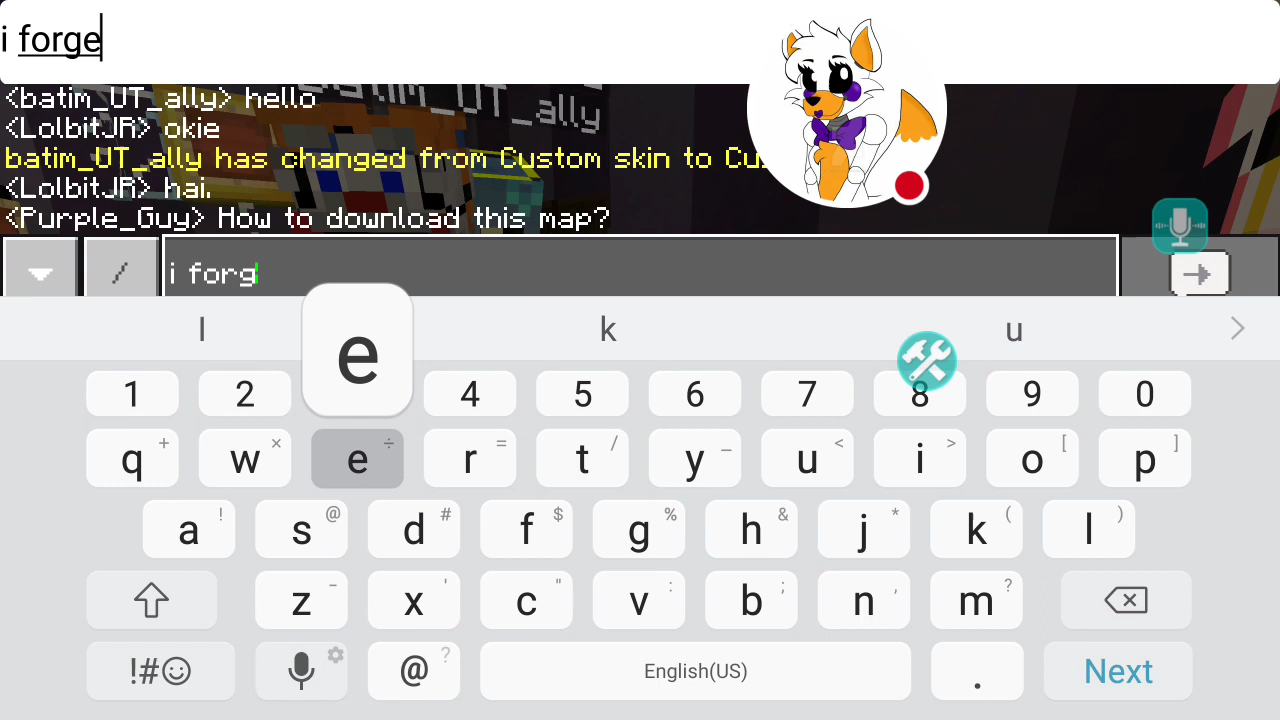 i forge
batim_UT_ally
<batim_UT_ally> hello
<LolbitJR> okie
batim_UT_ally has changed from Custom skin to Cu
<LolbitJR> hai.
<Purple_Guy> How to download this map?
/ i forg
l k u
e
1 2 4 5 6 7 8 9 0
q + w × e ÷ r = t / y _ u < i > o [ p ]
a ! s @ d # f $ g % h & j * k ( l )
z - x ' c " v : b ; n , m ?
!#☺ @ ? English(US) . Next